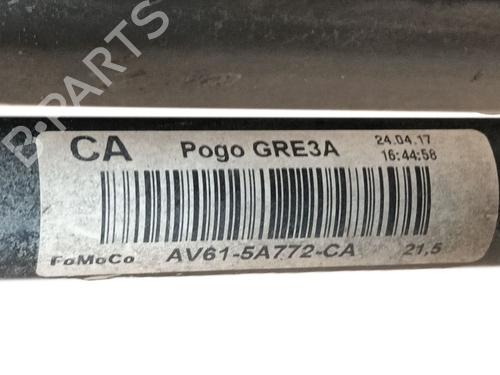 B-PARTS
CA Pogo GRE3A 24.04.17
16:44:58
FoMoCo AV61-5A772-CA 21,5